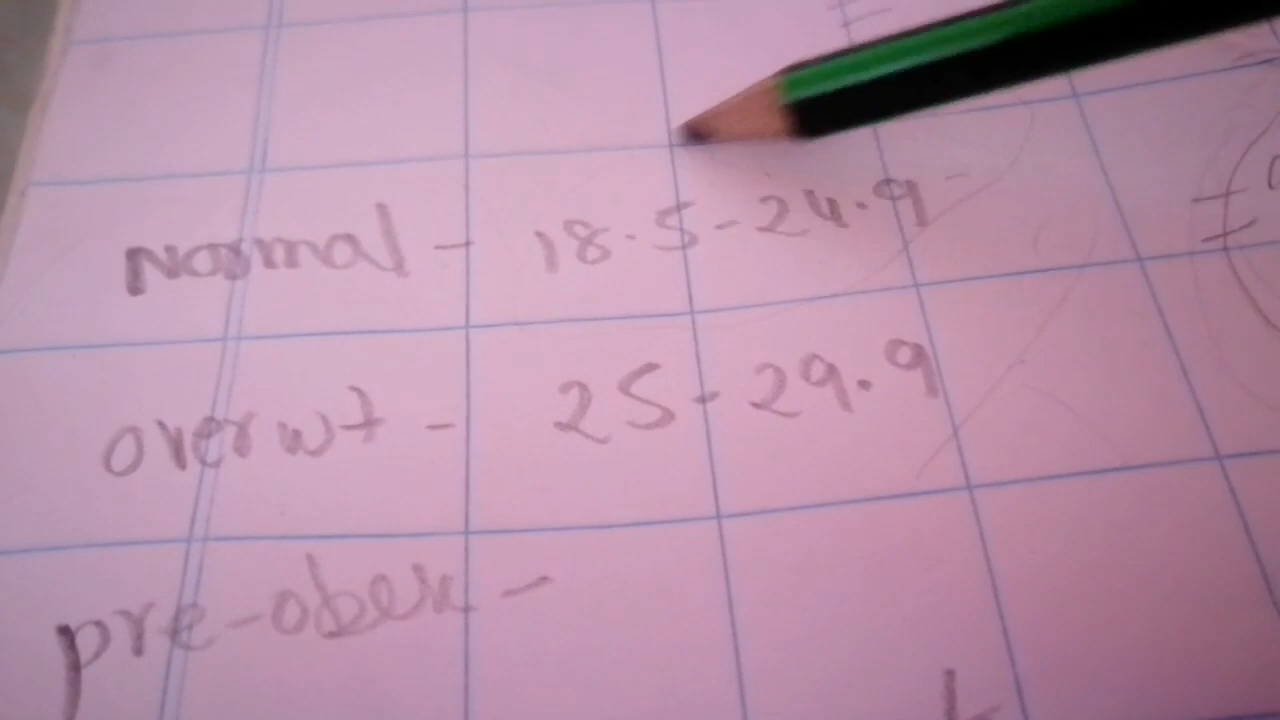 Normal - 18.5-24.9
overwt - 25-29.9
pre-obese -